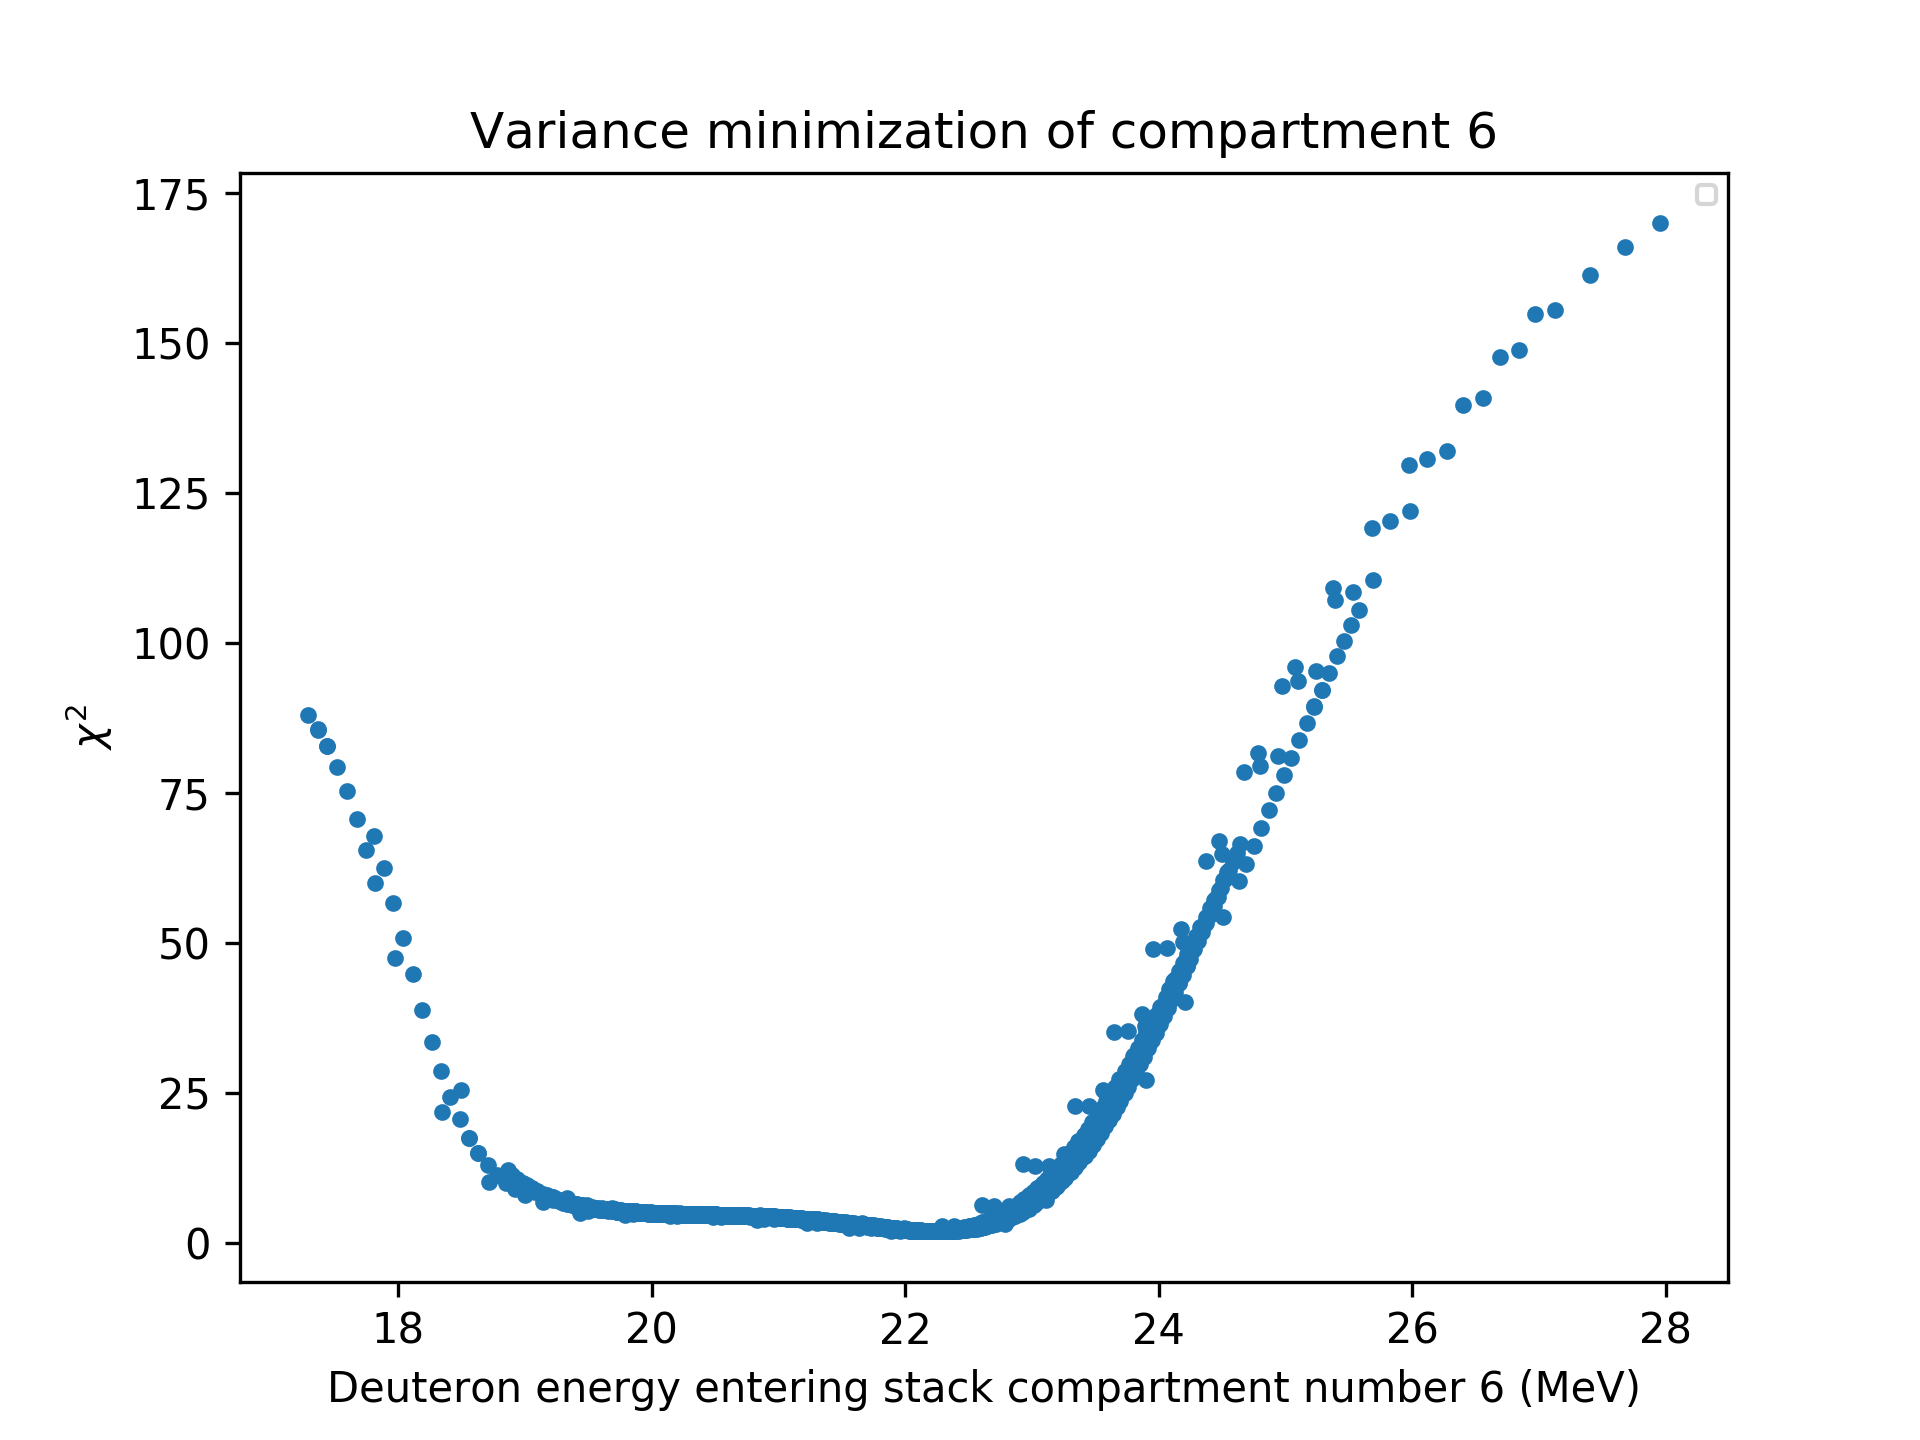 Variance minimization of compartment 6
175
150
125
100
75
50
25
0
χ²
18 20 22 24 26 28
Deuteron energy entering stack compartment number 6 (MeV)